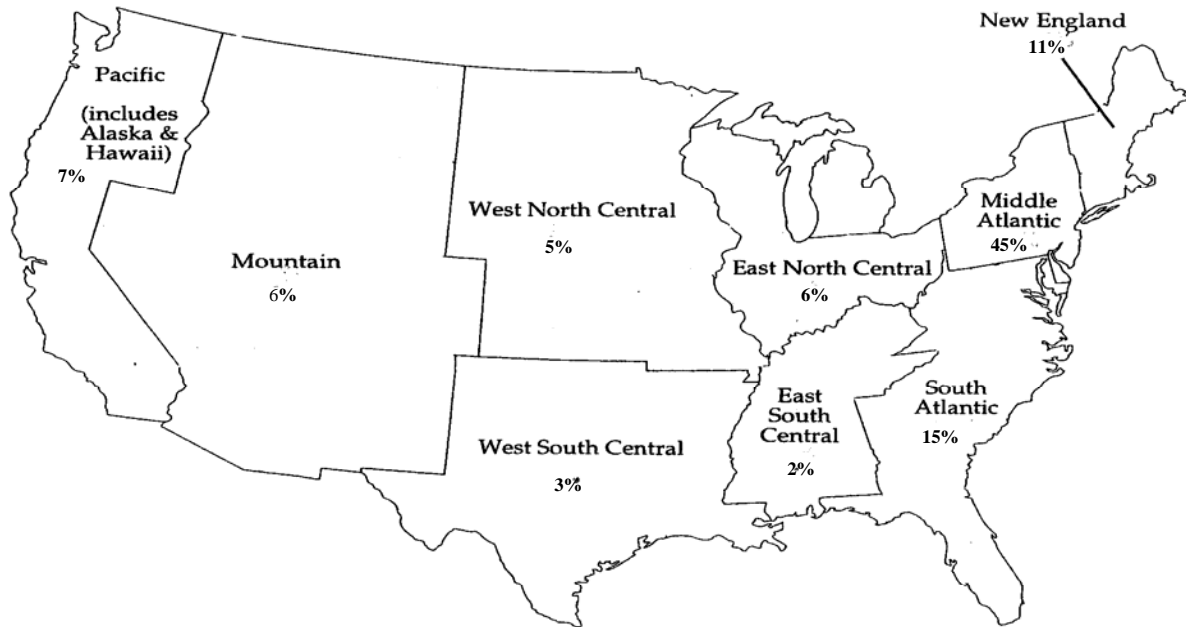 New England
11%
Pacific
(includes
Alaska &
Hawaii)
7%
West North Central
5%
Middle
Atlantic
45%
Mountain
6%
East North Central
6%
East
South
Central
2%
South
Atlantic
15%
West South Central
3%